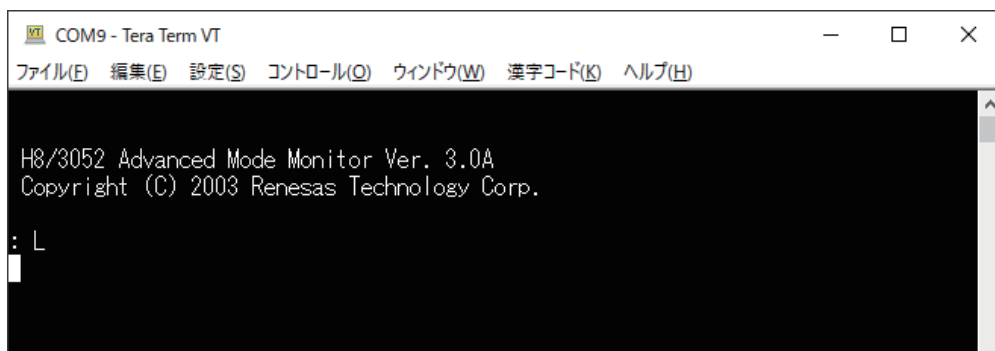 COM9 - Tera Term VT
ファイル(F) 編集(E) 設定(S) コントロール(O) ウィンドウ(W) 漢字コード(K) ヘルプ(H)
H8/3052 Advanced Mode Monitor Ver. 3.0A
Copyright (C) 2003 Renesas Technology Corp.
: L